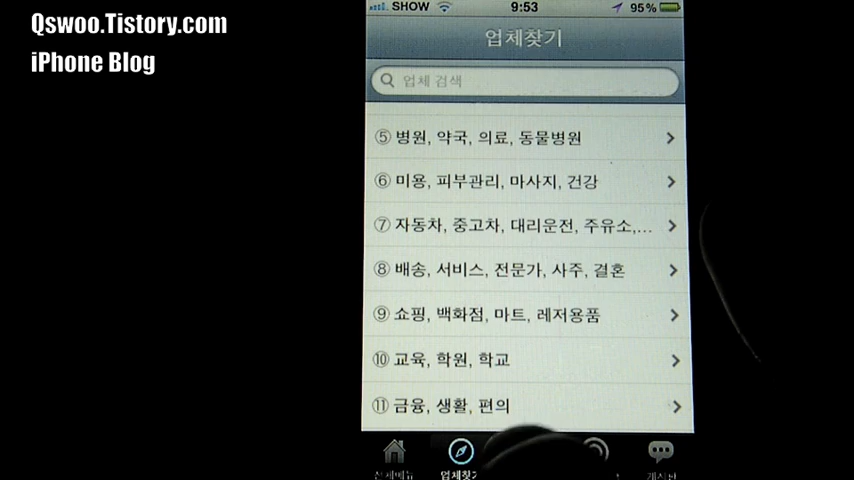 Qswoo.Tistory.com
iPhone Blog
SHOW 9:53 95%
업체찾기
업체 검색
⑤ 병원, 약국, 의료, 동물병원
⑥ 미용, 피부관리, 마사지, 건강
⑦ 자동차, 중고차, 대리운전, 주유소,...
⑧ 배송, 서비스, 전문가, 사주, 결혼
⑨ 쇼핑, 백화점, 마트, 레저용품
⑩ 교육, 학원, 학교
⑪ 금융, 생활, 편의
업체찾기